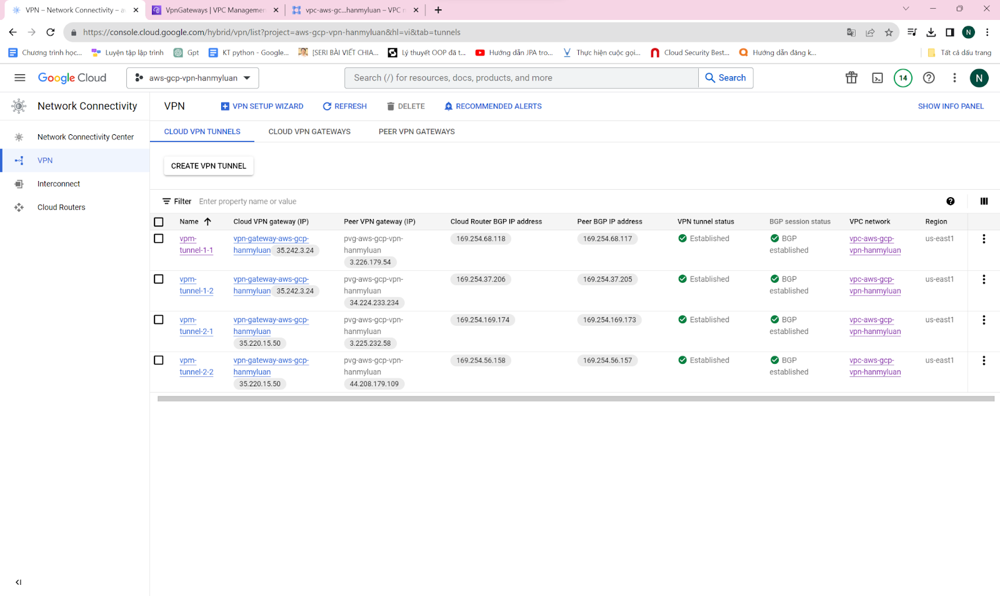 VPN – Network Connectivity – a
VpnGateways | VPC Managemen
vpc-aws-gc...hanmyluan – VPC n
https://console.cloud.google.com/hybrid/vpn/list?project=aws-gcp-vpn-hanmyluan&hl=vi&tab=tunnels
N
Chương trình học...
Luyện tập lập trình
Gpt
KT python - Google...
[SERI BÀI VIẾT CHIA...
Lý thuyết OOP đã t...
Hướng dẫn JPA tro...
Thực hiện cuộc gọi...
Cloud Security Best...
Hướng dẫn đăng k...
Tất cả dấu trang
Google Cloud
aws-gcp-vpn-hanmyluan
Search (/) for resources, docs, products, and more
Search
14
N
Network Connectivity
VPN
VPN SETUP WIZARD
REFRESH
DELETE
RECOMMENDED ALERTS
SHOW INFO PANEL
Network Connectivity Center
VPN
Interconnect
Cloud Routers
CLOUD VPN TUNNELS
CLOUD VPN GATEWAYS
PEER VPN GATEWAYS
CREATE VPN TUNNEL
Filter Enter property name or value
Name Cloud VPN gateway (IP) Peer VPN gateway (IP) Cloud Router BGP IP address Peer BGP IP address VPN tunnel status BGP session status VPC network Region
vpm- vpn-gateway-aws-gcp- pvg-aws-gcp-vpn- 169.254.68.118 169.254.68.117 Established BGP vpc-aws-gcp- us-east1
tunnel-1-1 hanmyluan 35.242.3.24 hanmyluan established vpn-hanmyluan
3.226.179.54
vpm- vpn-gateway-aws-gcp- pvg-aws-gcp-vpn- 169.254.37.206 169.254.37.205 Established BGP vpc-aws-gcp- us-east1
tunnel-1-2 hanmyluan 35.242.3.24 hanmyluan established vpn-hanmyluan
34.224.233.234
vpm- vpn-gateway-aws-gcp- pvg-aws-gcp-vpn- 169.254.169.174 169.254.169.173 Established BGP vpc-aws-gcp- us-east1
tunnel-2-1 hanmyluan hanmyluan established vpn-hanmyluan
35.220.15.50 3.225.232.58
vpm- vpn-gateway-aws-gcp- pvg-aws-gcp-vpn- 169.254.56.158 169.254.56.157 Established BGP vpc-aws-gcp- us-east1
tunnel-2-2 hanmyluan hanmyluan established vpn-hanmyluan
35.220.15.50 44.208.179.109